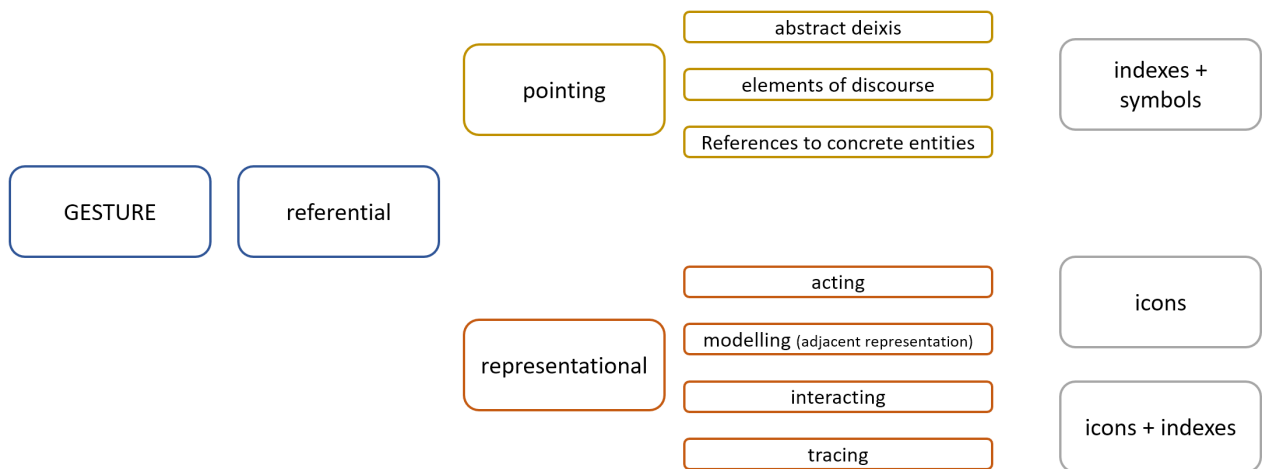 GESTURE
referential
pointing
abstract deixis
elements of discourse
References to concrete entities
indexes +
symbols
representational
acting
modelling (adjacent representation)
interacting
tracing
icons
icons + indexes